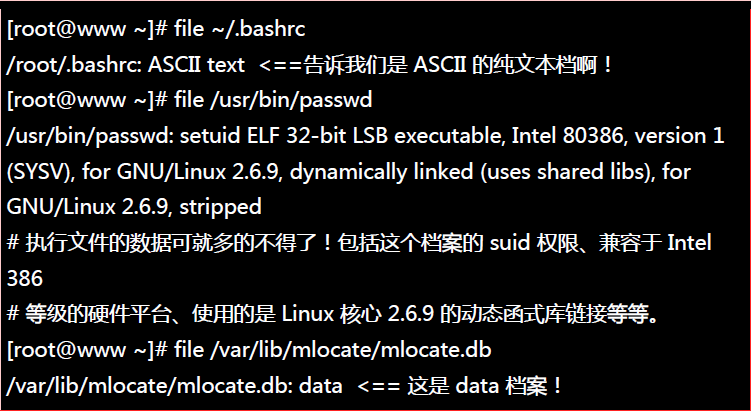 [root@www ~]# file ~/.bashrc
/root/.bashrc: ASCII text <==告诉我们是 ASCII 的纯文本档啊！
[root@www ~]# file /usr/bin/passwd
/usr/bin/passwd: setuid ELF 32-bit LSB executable, Intel 80386, version 1
(SYSV), for GNU/Linux 2.6.9, dynamically linked (uses shared libs), for
GNU/Linux 2.6.9, stripped
# 执行文件的数据可就多的不得了！包括这个档案的 suid 权限、兼容于 Intel
386
# 等级的硬件平台、使用的是 Linux 核心 2.6.9 的动态函式库链接等等。
[root@www ~]# file /var/lib/mlocate/mlocate.db
/var/lib/mlocate/mlocate.db: data <== 这是 data 档案！